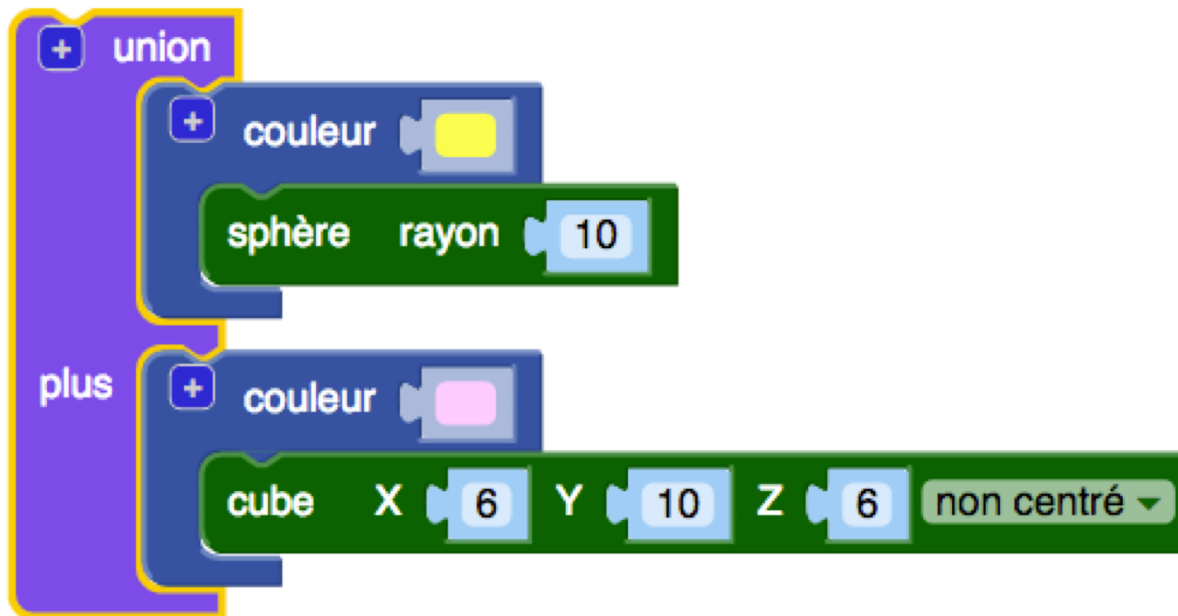 + union
+ couleur
sphère rayon 10
plus
+ couleur
cube X 6 Y 10 Z 6 non centré